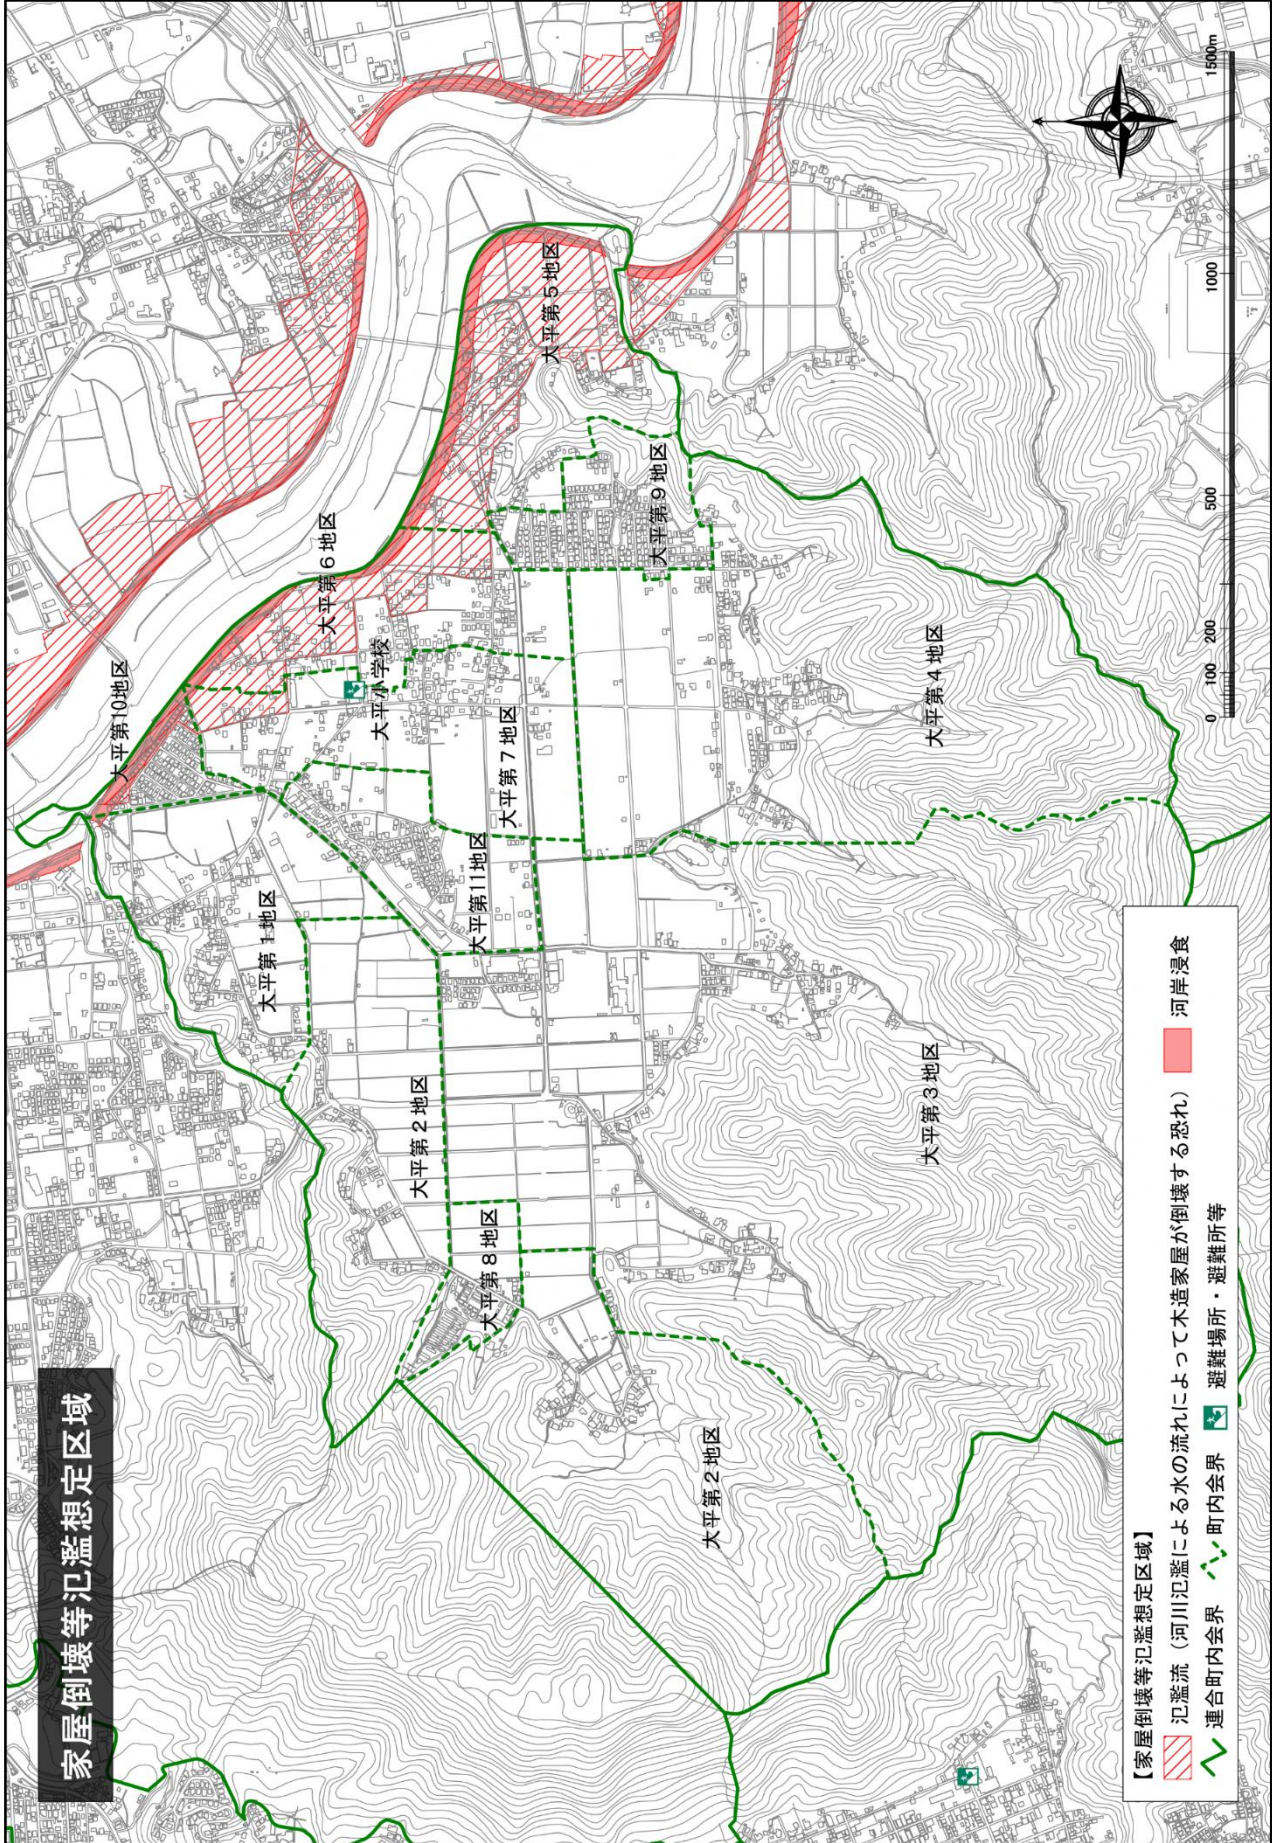 家屋倒壊等氾濫想定区域
大平第10地区
大平第6地区
大平第5地区
大平小学校
大平第1地区
大平第7地区
大平第11地区
大平第9地区
大平第2地区
大平第8地区
大平第4地区
大平第3地区
大平第2地区
0 100 200 500 1000 1500m
【家屋倒壊等氾濫想定区域】
氾濫流（河川氾濫による水の流れによって木造家屋が倒壊する恐れ） 河岸浸食
連合町内会界 町内会界 避難場所・避難所等